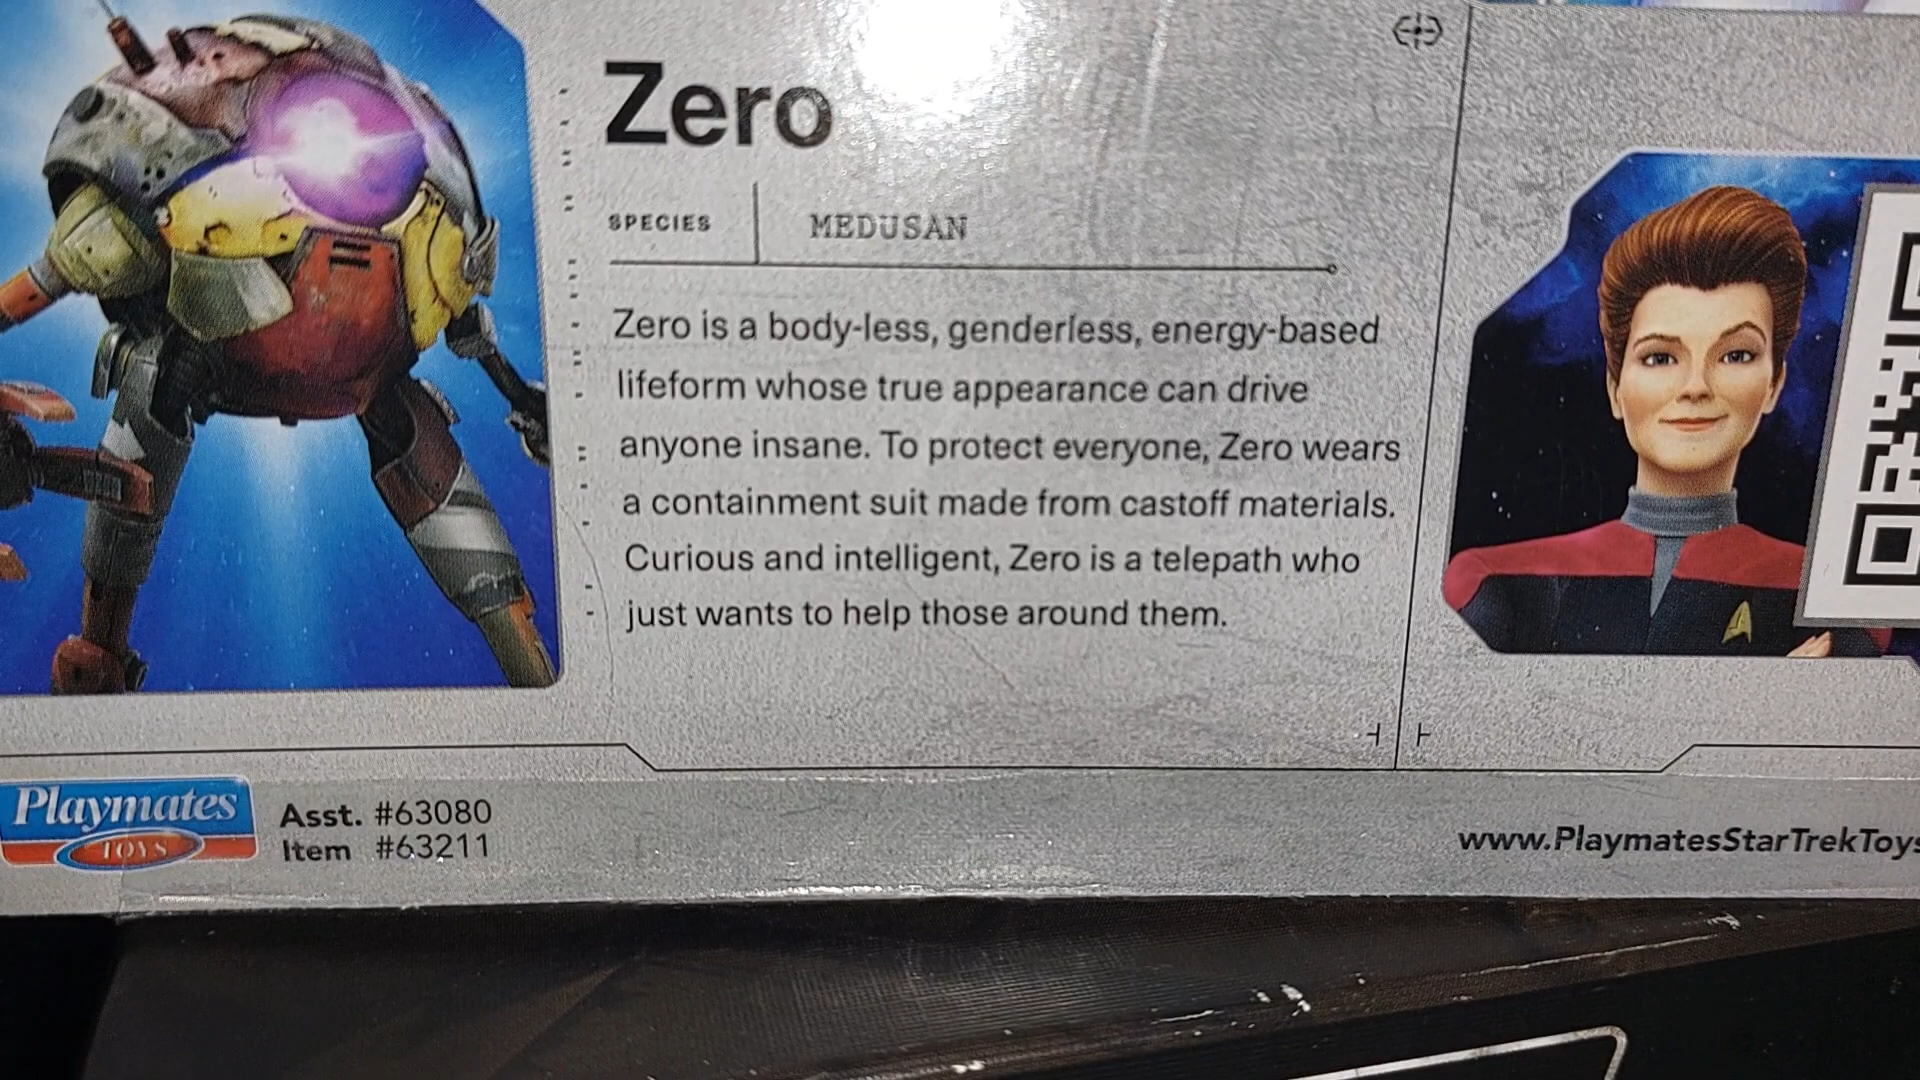 Zero
SPECIES MEDUSAN
Zero is a body-less, genderless, energy-based
lifeform whose true appearance can drive
anyone insane. To protect everyone, Zero wears
a containment suit made from castoff materials.
Curious and intelligent, Zero is a telepath who
just wants to help those around them.
Playmates
TOYS
Asst. #63080
Item #63211
www.PlaymatesStarTrekToys